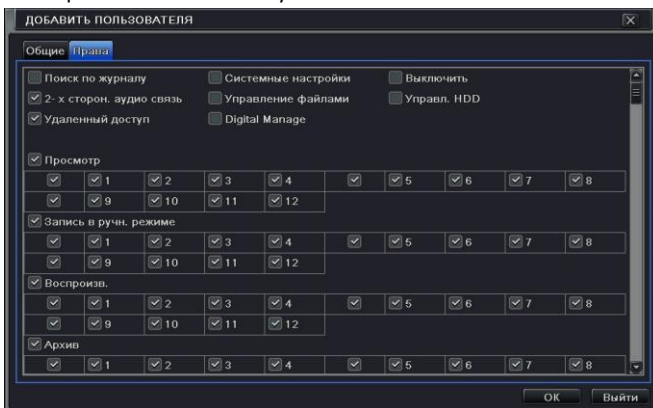 ДОБАВИТЬ ПОЛЬЗОВАТЕЛЯ
Общие Права
Поиск по журналу Системные настройки Выключить
2- х сторон. аудио связь Управление файлами Управл. HDD
Удаленный доступ Digital Manage
Просмотр
1 2 3 4 5 6 7 8
9 10 11 12
Запись в ручн. режиме
1 2 3 4 5 6 7 8
9 10 11 12
Воспроизв.
1 2 3 4 5 6 7 8
9 10 11 12
Архив
1 2 3 4 5 6 7 8
ОК Выйти